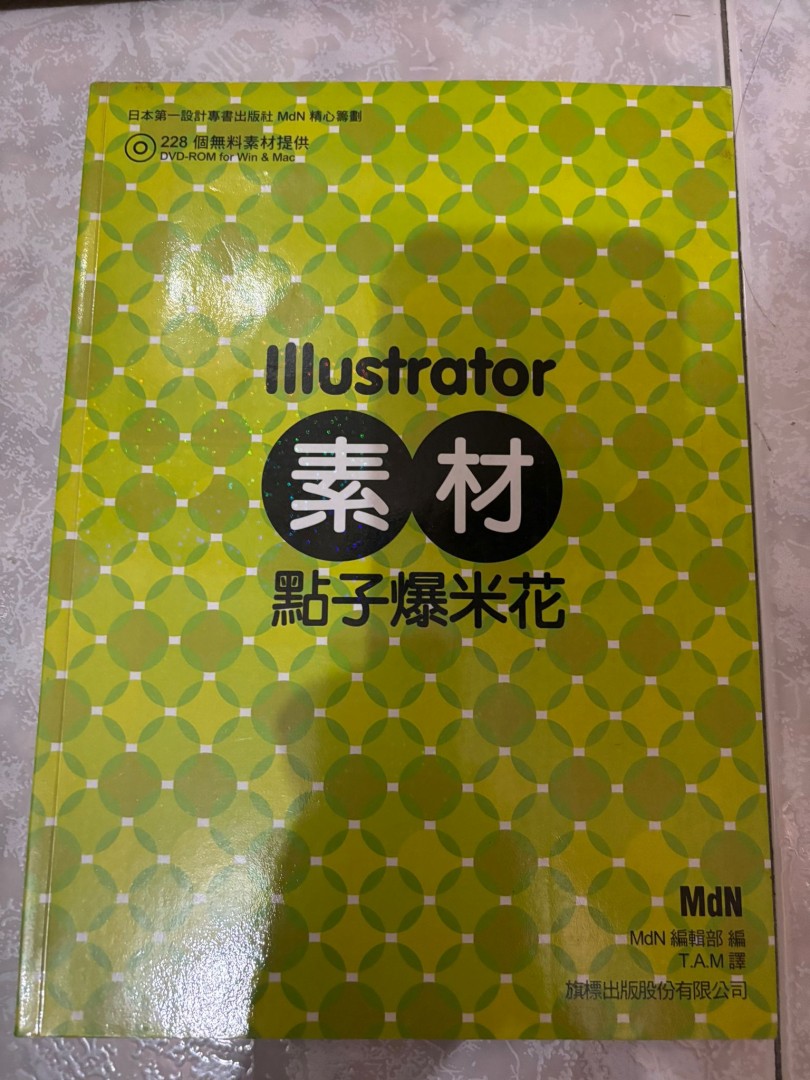 日本第一設計專書出版社 MdN 精心籌劃
228 個無料素材提供
DVD-ROM for Win & Mac
Illustrator
素材
點子爆米花
MdN
MdN 編輯部 編
T.A.M 譯
旗標出版股份有限公司